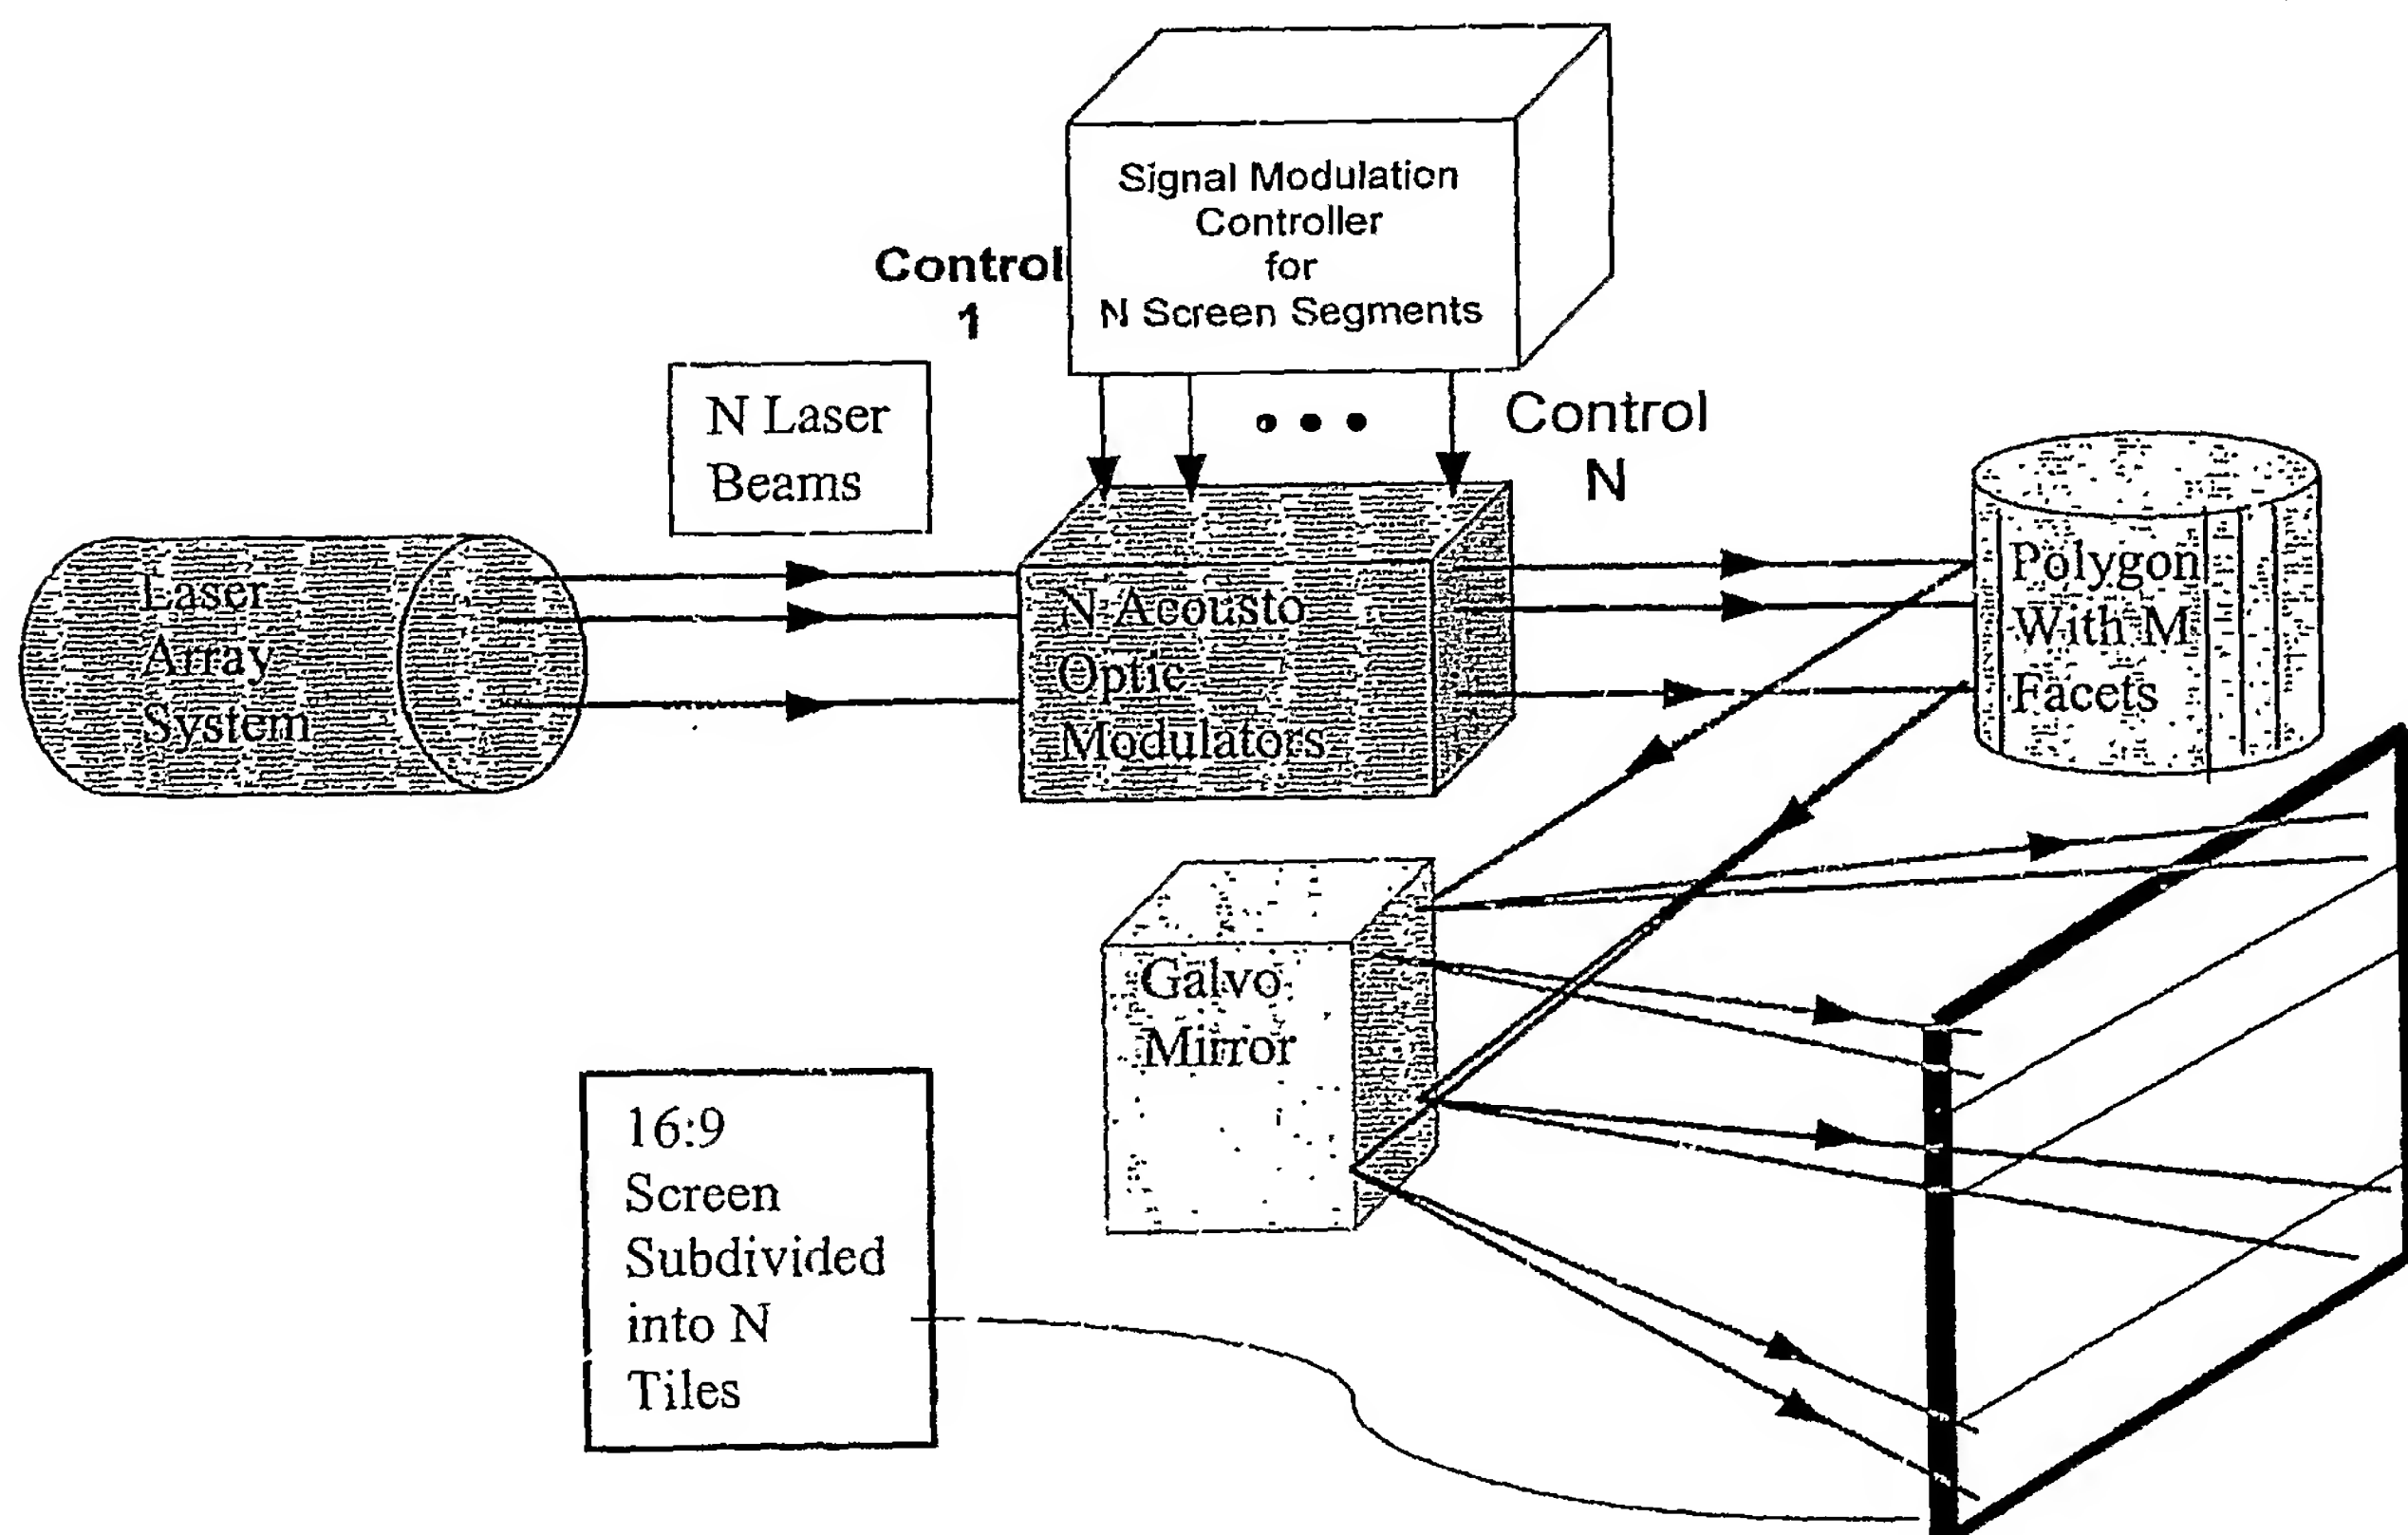 Signal Modulation
Controller
for
N Screen Segments
Control
1
N Laser
Beams
Control
N
Laser
Array
System
N Acousto
Optic
Modulators
Polygon
With M
Facets
Galvo
Mirror
16:9
Screen
Subdivided
into N
Tiles